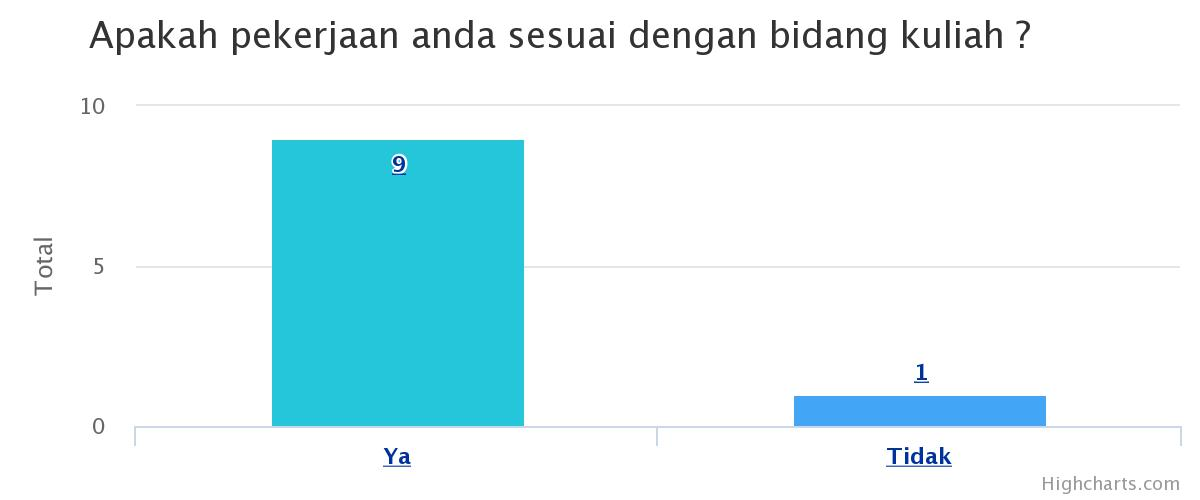 Apakah pekerjaan anda sesuai dengan bidang kuliah ?
Total
10
5
0
9
1
Ya
Tidak
Highcharts.com